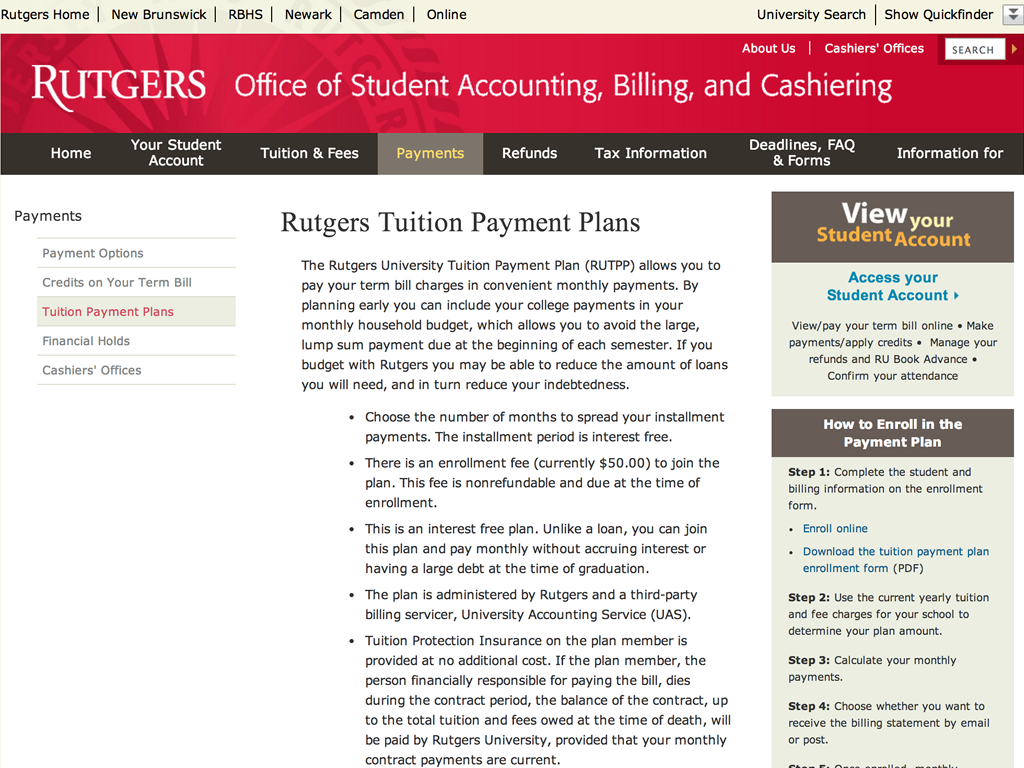 Rutgers Home | New Brunswick | RBHS | Newark | Camden | Online
University Search | Show Quickfinder
About Us | Cashiers' Offices
SEARCH
RUTGERS Office of Student Accounting, Billing, and Cashiering
Home
Your Student
Account
Tuition & Fees
Payments
Refunds
Tax Information
Deadlines, FAQ
& Forms
Information for
Payments
Payment Options
Credits on Your Term Bill
Tuition Payment Plans
Financial Holds
Cashiers' Offices
Rutgers Tuition Payment Plans
The Rutgers University Tuition Payment Plan (RUTPP) allows you to
pay your term bill charges in convenient monthly payments. By
planning early you can include your college payments in your
monthly household budget, which allows you to avoid the large,
lump sum payment due at the beginning of each semester. If you
budget with Rutgers you may be able to reduce the amount of loans
you will need, and in turn reduce your indebtedness.
• Choose the number of months to spread your installment
payments. The installment period is interest free.
• There is an enrollment fee (currently $50.00) to join the
plan. This fee is nonrefundable and due at the time of
enrollment.
• This is an interest free plan. Unlike a loan, you can join
this plan and pay monthly without accruing interest or
having a large debt at the time of graduation.
• The plan is administered by Rutgers and a third-party
billing servicer, University Accounting Service (UAS).
• Tuition Protection Insurance on the plan member is
provided at no additional cost. If the plan member, the
person financially responsible for paying the bill, dies
during the contract period, the balance of the contract, up
to the total tuition and fees owed at the time of death, will
be paid by Rutgers University, provided that your monthly
contract payments are current.
View your
Student Account
Access your
Student Account
View/pay your term bill online • Make
payments/apply credits • Manage your
refunds and RU Book Advance •
Confirm your attendance
How to Enroll in the
Payment Plan
Step 1: Complete the student and
billing information on the enrollment
form.
• Enroll online
• Download the tuition payment plan
enrollment form (PDF)
Step 2: Use the current yearly tuition
and fee charges for your school to
determine your plan amount.
Step 3: Calculate your monthly
payments.
Step 4: Choose whether you want to
receive the billing statement by email
or post.
Step 5: Once enrolled, monthly